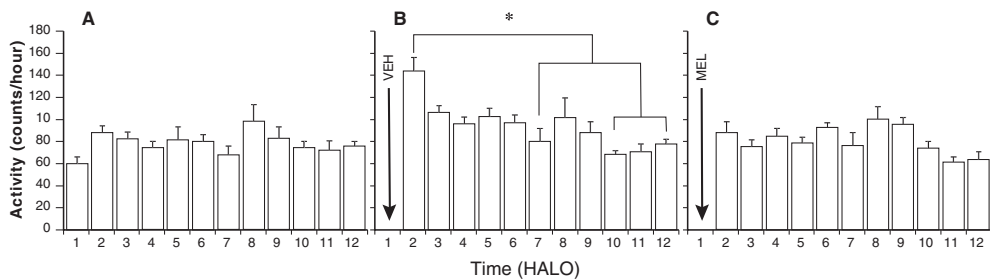 A
B
C
*
Activity (counts/hour)
180
160
140
120
10
80
60
40
20
0
VEH
MEL
1 2 3 4 5 6 7 8 9 10 11 12
1 2 3 4 5 6 7 8 9 10 11 12
1 2 3 4 5 6 7 8 9 10 11 12
Time (HALO)